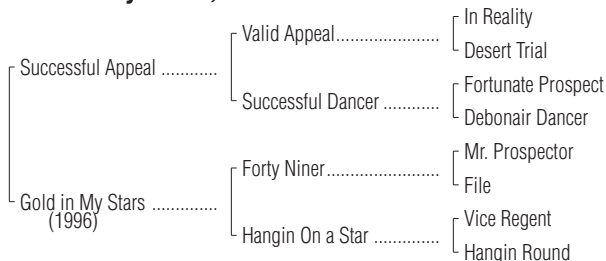 In Reality
Valid Appeal....................
Desert Trial
Successful Appeal ............
Fortunate Prospect
Successful Dancer ............
Debonair Dancer
Mr. Prospector
Forty Niner.....................
File
Gold in My Stars ..............
(1996)
Vice Regent
Hangin On a Star ..............
Hangin Round